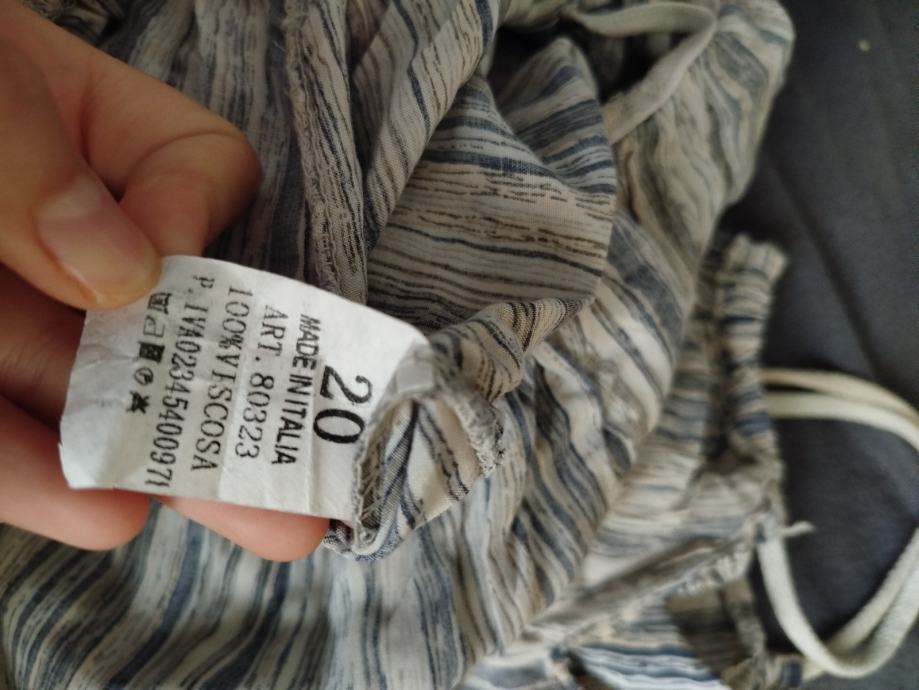 20
MADE IN ITALIA
ART. 80323
100%VISCOSA
P.IVA02345400971